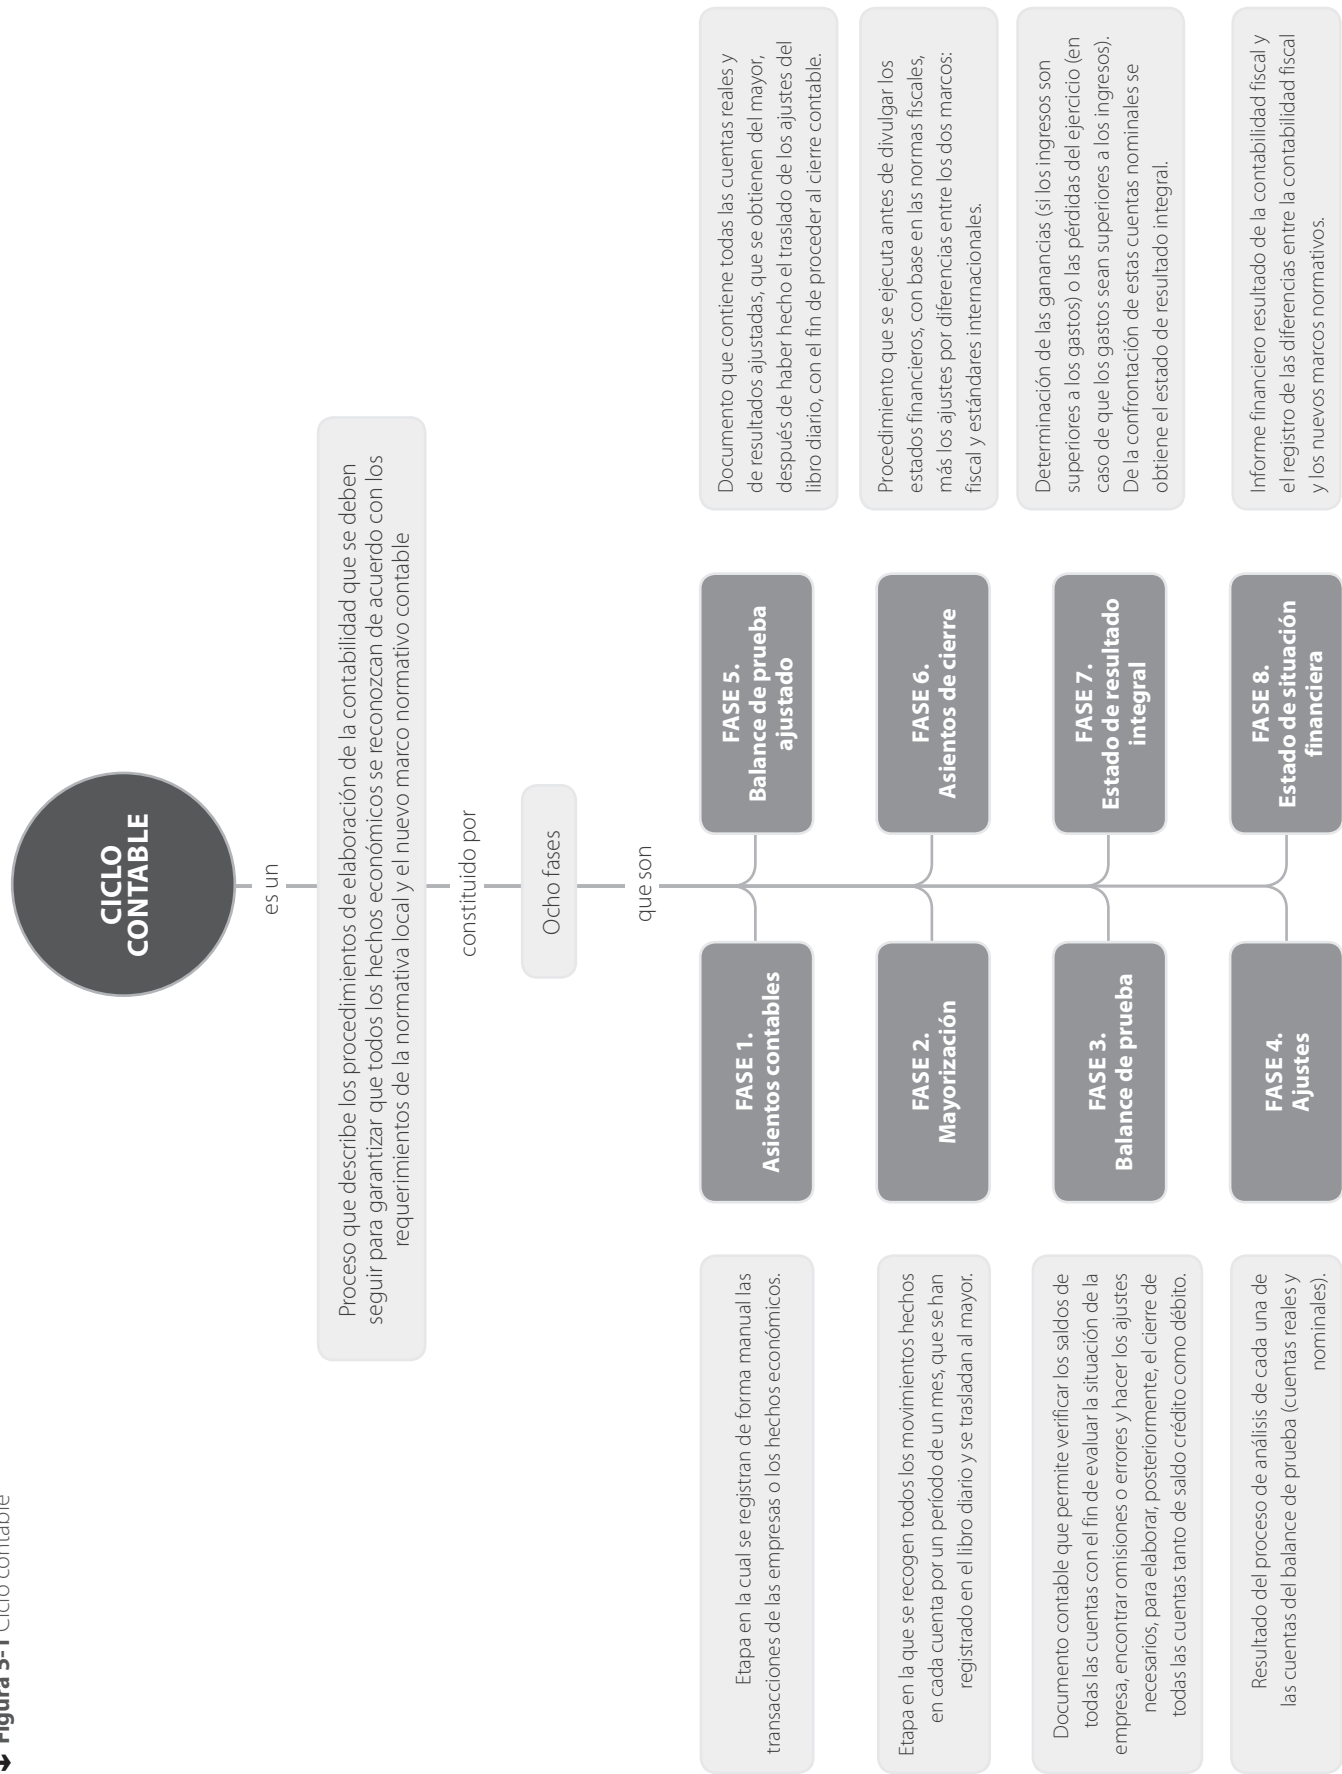 ➔ Figura 3-1 Ciclo contable
CICLO
CONTABLE
es un
Proceso que describe los procedimientos de elaboración de la contabilidad que se deben
seguir para garantizar que todos los hechos económicos se reconozcan de acuerdo con los
requerimientos de la normativa local y el nuevo marco normativo contable
constituido por
Ocho fases
que son
Etapa en la cual se registran de forma manual las
transacciones de las empresas o los hechos económicos.
FASE 1.
Asientos contables
FASE 5.
Balance de prueba
ajustado
Documento que contiene todas las cuentas reales y
de resultados ajustadas, que se obtienen del mayor,
después de haber hecho el traslado de los ajustes del
libro diario, con el fin de proceder al cierre contable.
Etapa en la que se recogen todos los movimientos hechos
en cada cuenta por un período de un mes, que se han
registrado en el libro diario y se trasladan al mayor.
FASE 2.
Mayorización
FASE 6.
Asientos de cierre
Procedimiento que se ejecuta antes de divulgar los
estados financieros, con base en las normas fiscales,
más los ajustes por diferencias entre los dos marcos:
fiscal y estándares internacionales.
Documento contable que permite verificar los saldos de
todas las cuentas con el fin de evaluar la situación de la
empresa, encontrar omisiones o errores y hacer los ajustes
necesarios, para elaborar, posteriormente, el cierre de
todas las cuentas tanto de saldo crédito como débito.
FASE 3.
Balance de prueba
FASE 7.
Estado de resultado
integral
Determinación de las ganancias (si los ingresos son
superiores a los gastos) o las pérdidas del ejercicio (en
caso de que los gastos sean superiores a los ingresos).
De la confrontación de estas cuentas nominales se
obtiene el estado de resultado integral.
Resultado del proceso de análisis de cada una de
las cuentas del balance de prueba (cuentas reales y
nominales).
FASE 4.
Ajustes
FASE 8.
Estado de situación
financiera
Informe financiero resultado de la contabilidad fiscal y
el registro de las diferencias entre la contabilidad fiscal
y los nuevos marcos normativos.